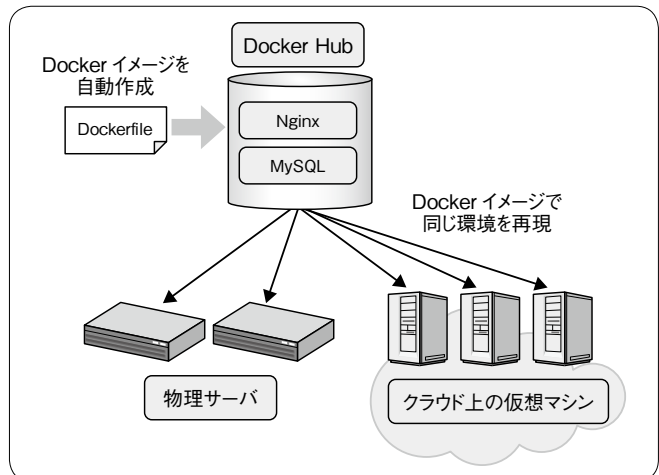 Docker Hub
Docker イメージを
自動作成
Dockerfile
Nginx
MySQL
Docker イメージで
同じ環境を再現
物理サーバ
クラウド上の仮想マシン